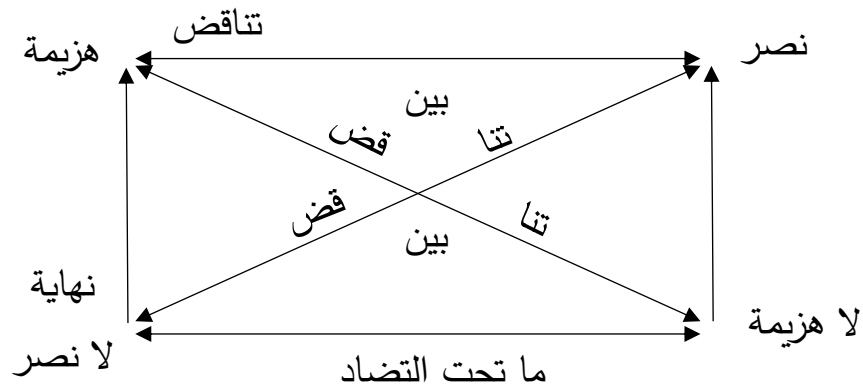 تناقض
نصر
هزيمة
بين
تنا
قض
تنا
قض
بين
نهاية
لا هزيمة
لا نصر
ما تحت التضاد